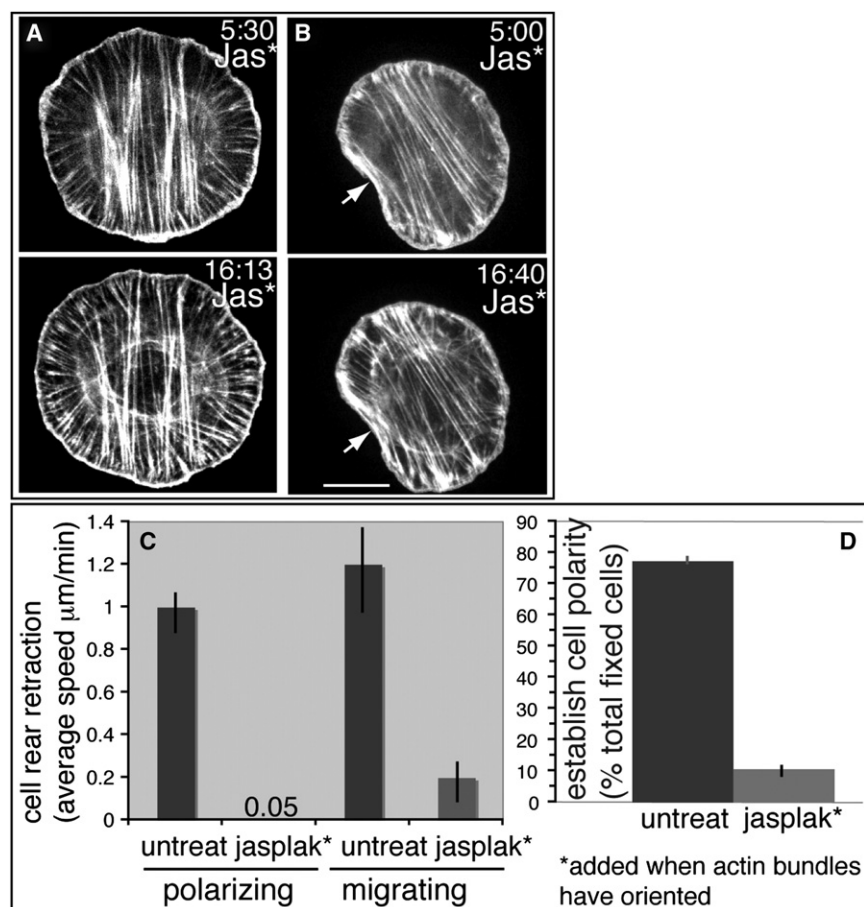 A
5:30
Jas*
B
5:00
Jas*
16:13
Jas*
16:40
Jas*
C
cell rear retraction
(average speed μm/min)
1.4
1.2
1
0.8
0.6
0.4
0.2
0
0.05
untreat jasplak*
untreat jasplak*
polarizing
migrating
D
establish cell polarity
(% total fixed cells)
90
80
70
60
50
40
30
20
10
0
untreat jasplak*
*added when actin bundles
have oriented